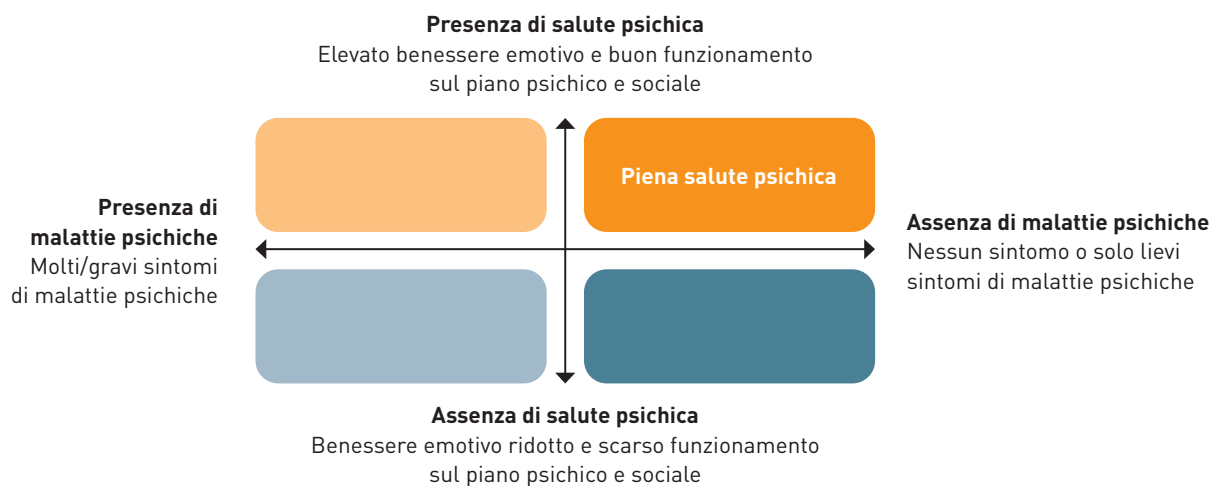 Presenza di salute psichica
Elevato benessere emotivo e buon funzionamento
sul piano psichico e sociale
Piena salute psichica
Presenza di
malattie psichiche
Molti/gravi sintomi
di malattie psichiche
Assenza di malattie psichiche
Nessun sintomo o solo lievi
sintomi di malattie psichiche
Assenza di salute psichica
Benessere emotivo ridotto e scarso funzionamento
sul piano psichico e sociale